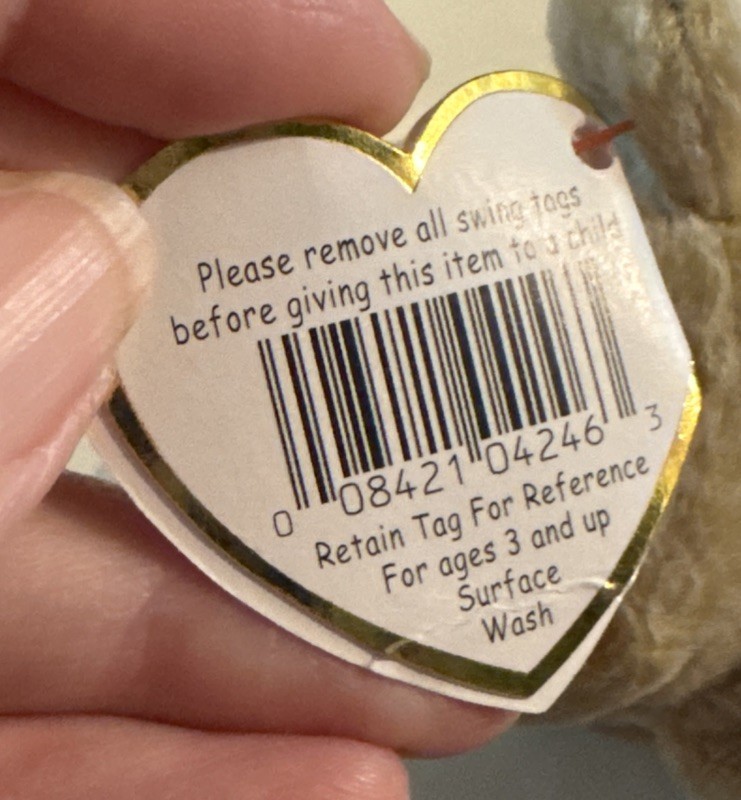 Please remove all swing tags
before giving this item to a child
0 08421 04246 3
Retain Tag For Reference
For ages 3 and up
Surface
Wash